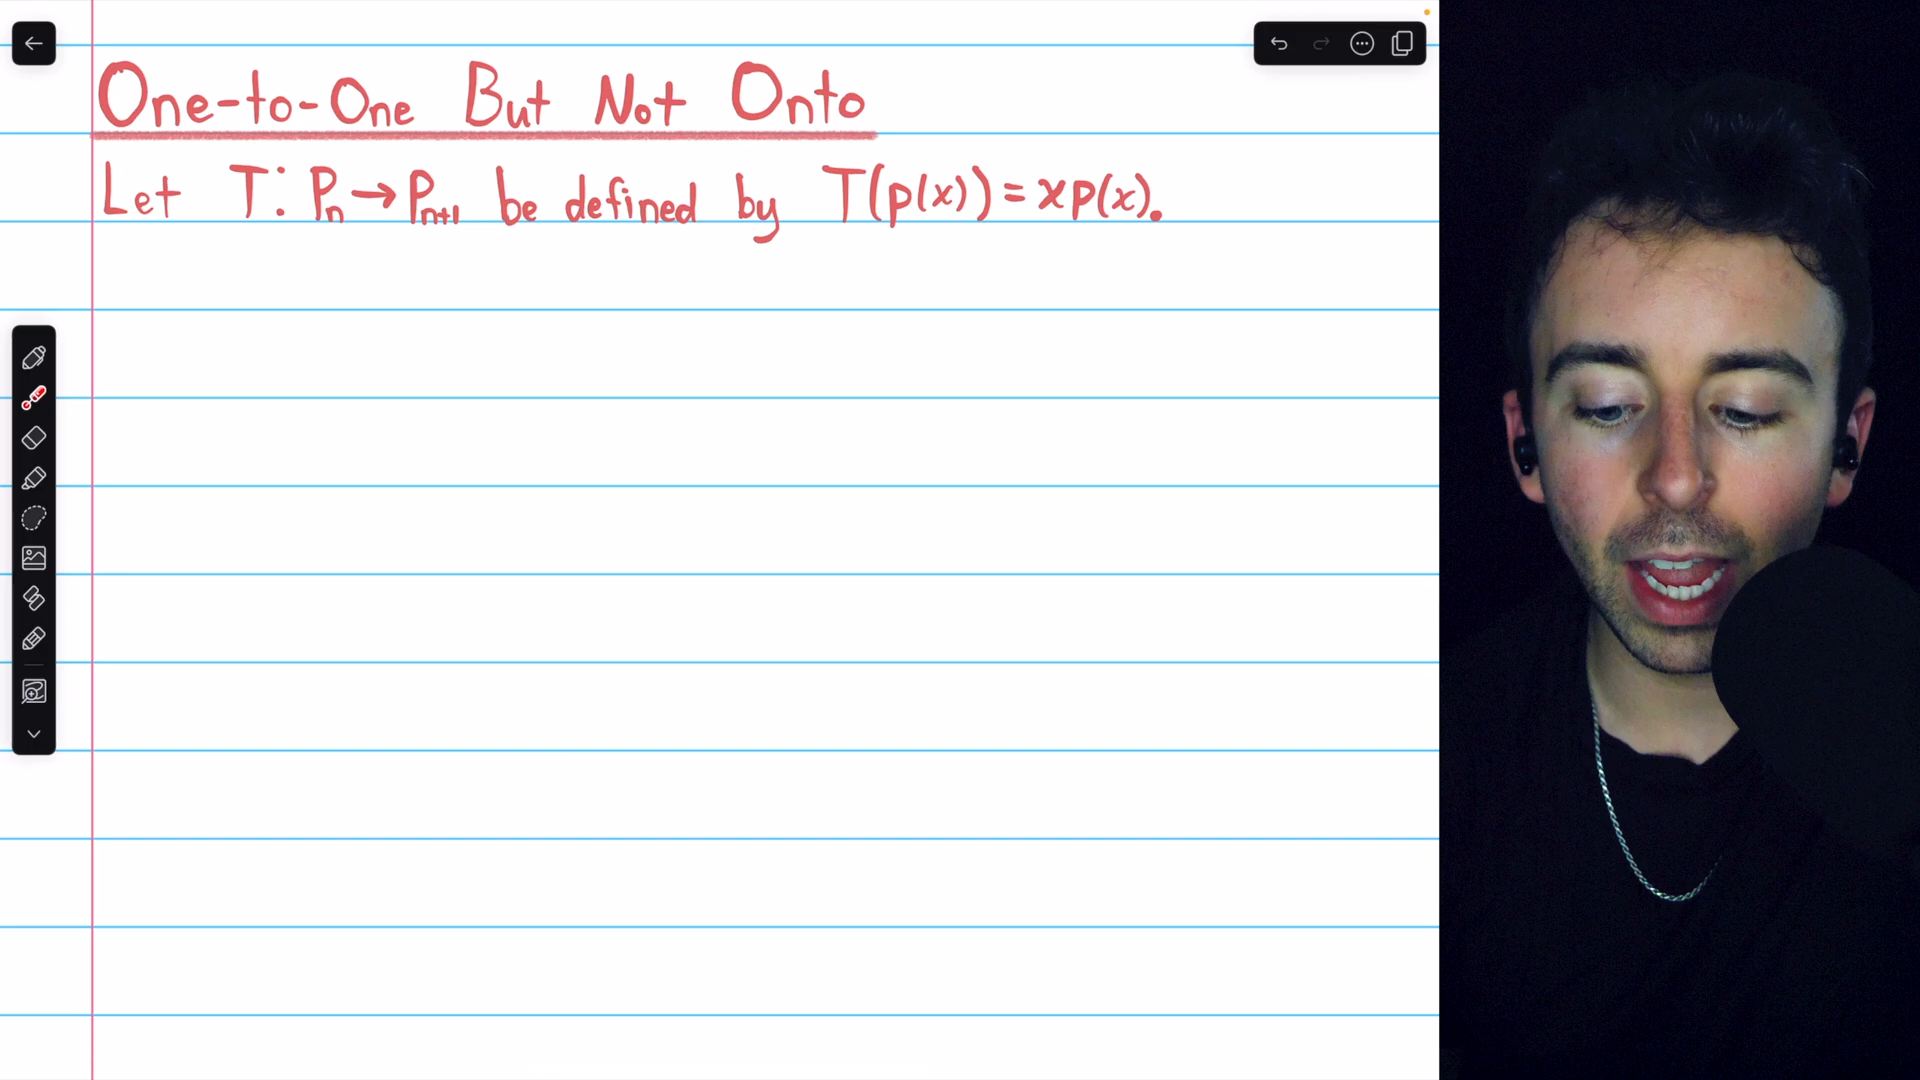 One-to-One But Not Onto
Let T: Pₙ→Pₙ₊₁ be defined by T(p(x))=xp(x).